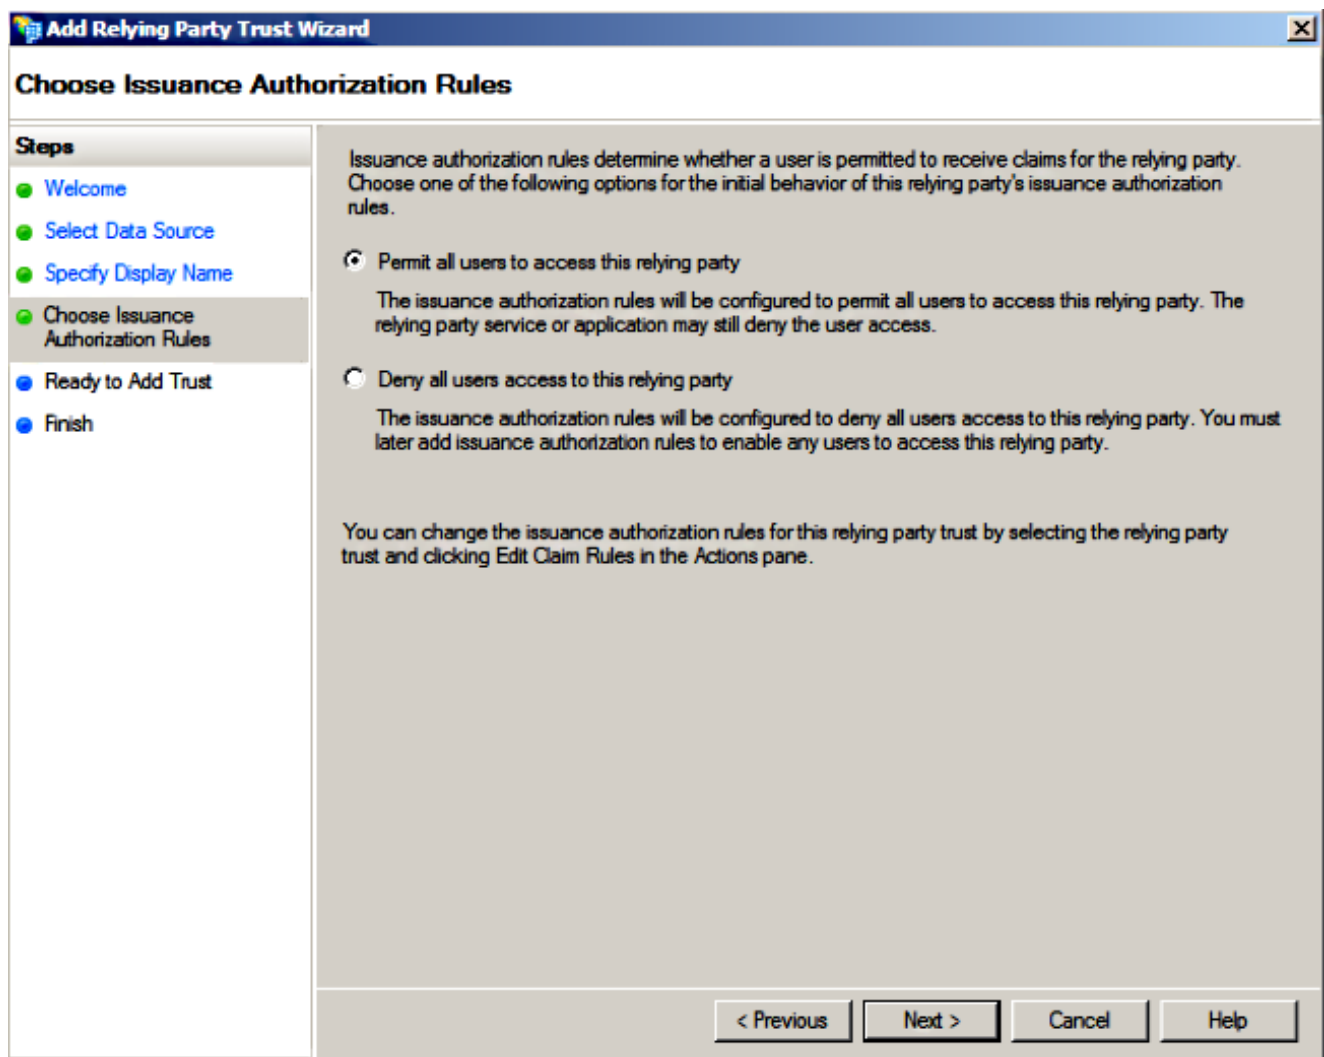 Add Relying Party Trust Wizard
Choose Issuance Authorization Rules
Steps
Welcome
Select Data Source
Specify Display Name
Choose Issuance
Authorization Rules
Ready to Add Trust
Finish
Issuance authorization rules determine whether a user is permitted to receive claims for the relying party.
Choose one of the following options for the initial behavior of this relying party's issuance authorization
rules.
Permit all users to access this relying party
The issuance authorization rules will be configured to permit all users to access this relying party. The
relying party service or application may still deny the user access.
Deny all users access to this relying party
The issuance authorization rules will be configured to deny all users access to this relying party. You must
later add issuance authorization rules to enable any users to access this relying party.
You can change the issuance authorization rules for this relying party trust by selecting the relying party
trust and clicking Edit Claim Rules in the Actions pane.
< Previous
Next >
Cancel
Help